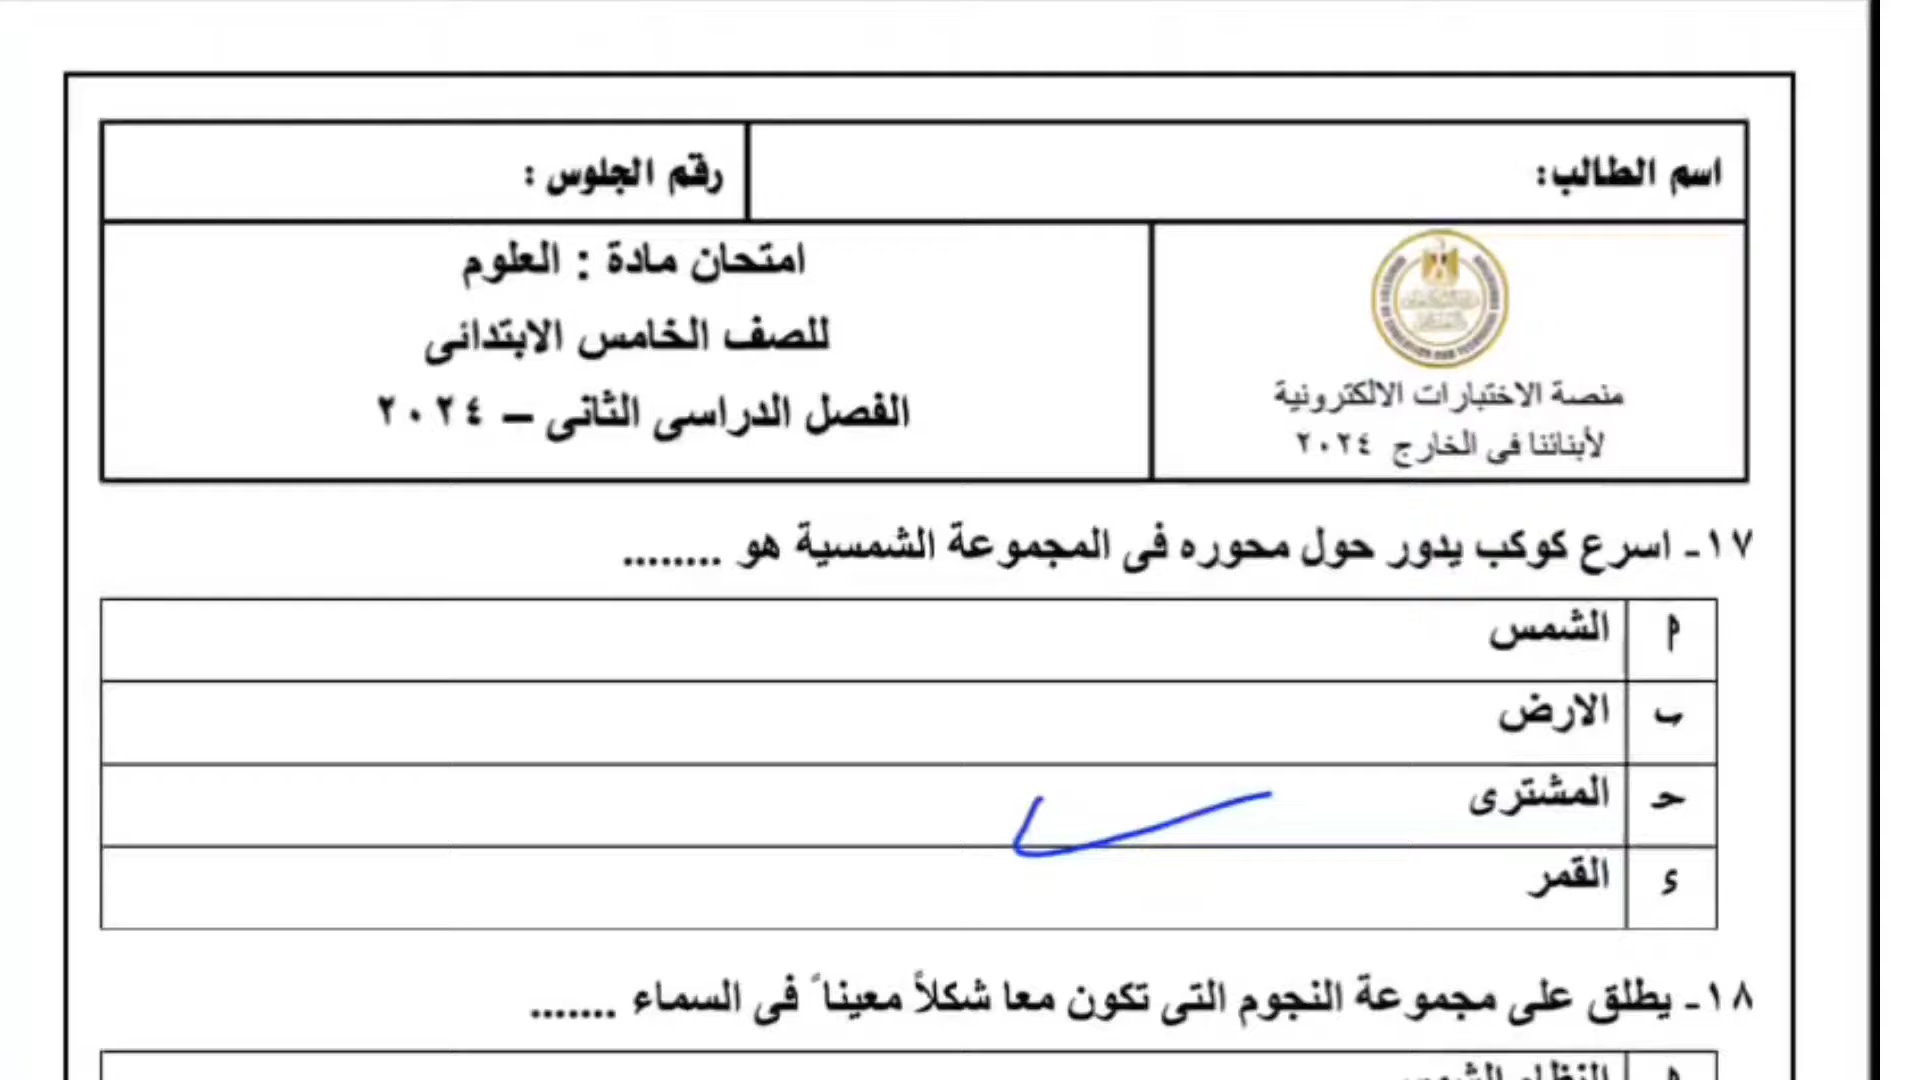 اسم الطالب:
رقم الجلوس :
منصة الاختبارات الالكترونية
لأبنائنا فى الخارج ٢٠٢٤
امتحان مادة : العلوم
للصف الخامس الابتدائى
الفصل الدراسى الثانى – ٢٠٢٤
١٧- اسرع كوكب يدور حول محوره فى المجموعة الشمسية هو ........
أ الشمس
ب الارض
حـ المشترى
ء القمر
١٨- يطلق على مجموعة النجوم التى تكون معا شكلاً معيناً فى السماء .......